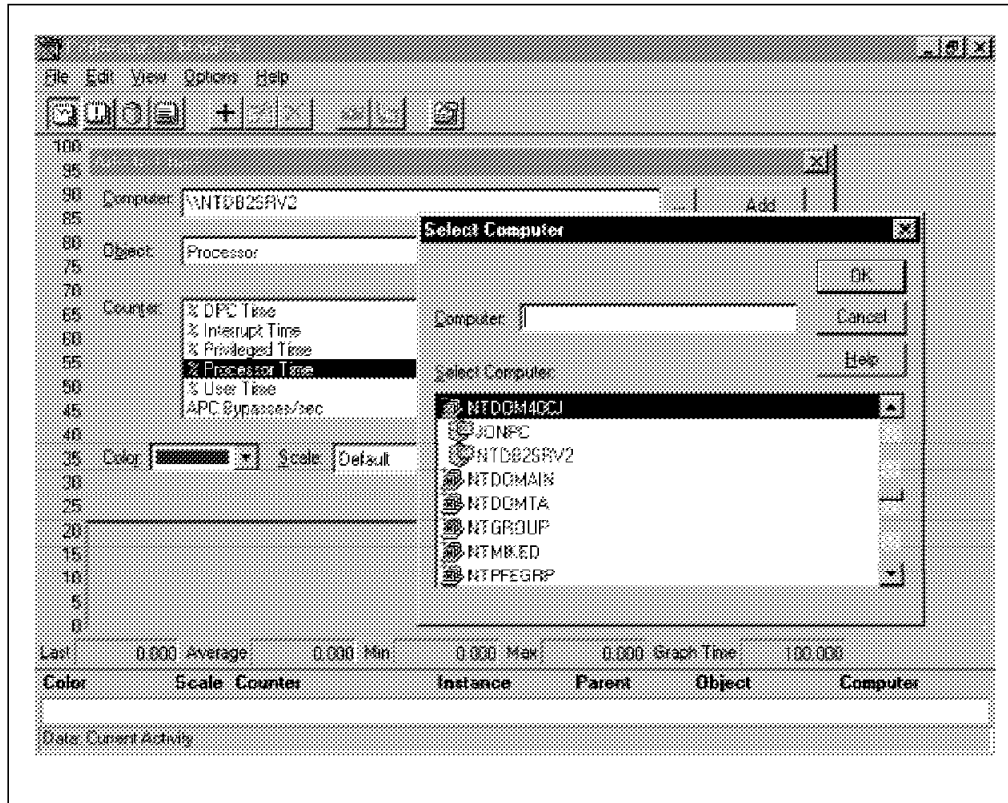 File Edit View Options Help
100
95
90
85
80
75
70
65
60
55
50
45
40
35
30
25
20
15
10
5
0
Computer: \\NTDB2SRV2 ... Add
Object: Processor
Counter: % DPC Time
% Interrupt Time
% Privileged Time
% Processor Time
% User Time
APC Bypasses/sec
Color: Scale: Default
Select Computer
OK
Computer: Cancel
Help
Select Computer:
NTDOM40CJ
JONPC
NTDB2SRV2
NTDOMAIN
NTDOMTA
NTGROUP
NTMIKED
NTPFEGRP
Last: 0.000 Average: 0.000 Min: 0.000 Max: 0.000 Graph Time: 100.000
Color Scale Counter Instance Parent Object Computer
Data: Current Activity